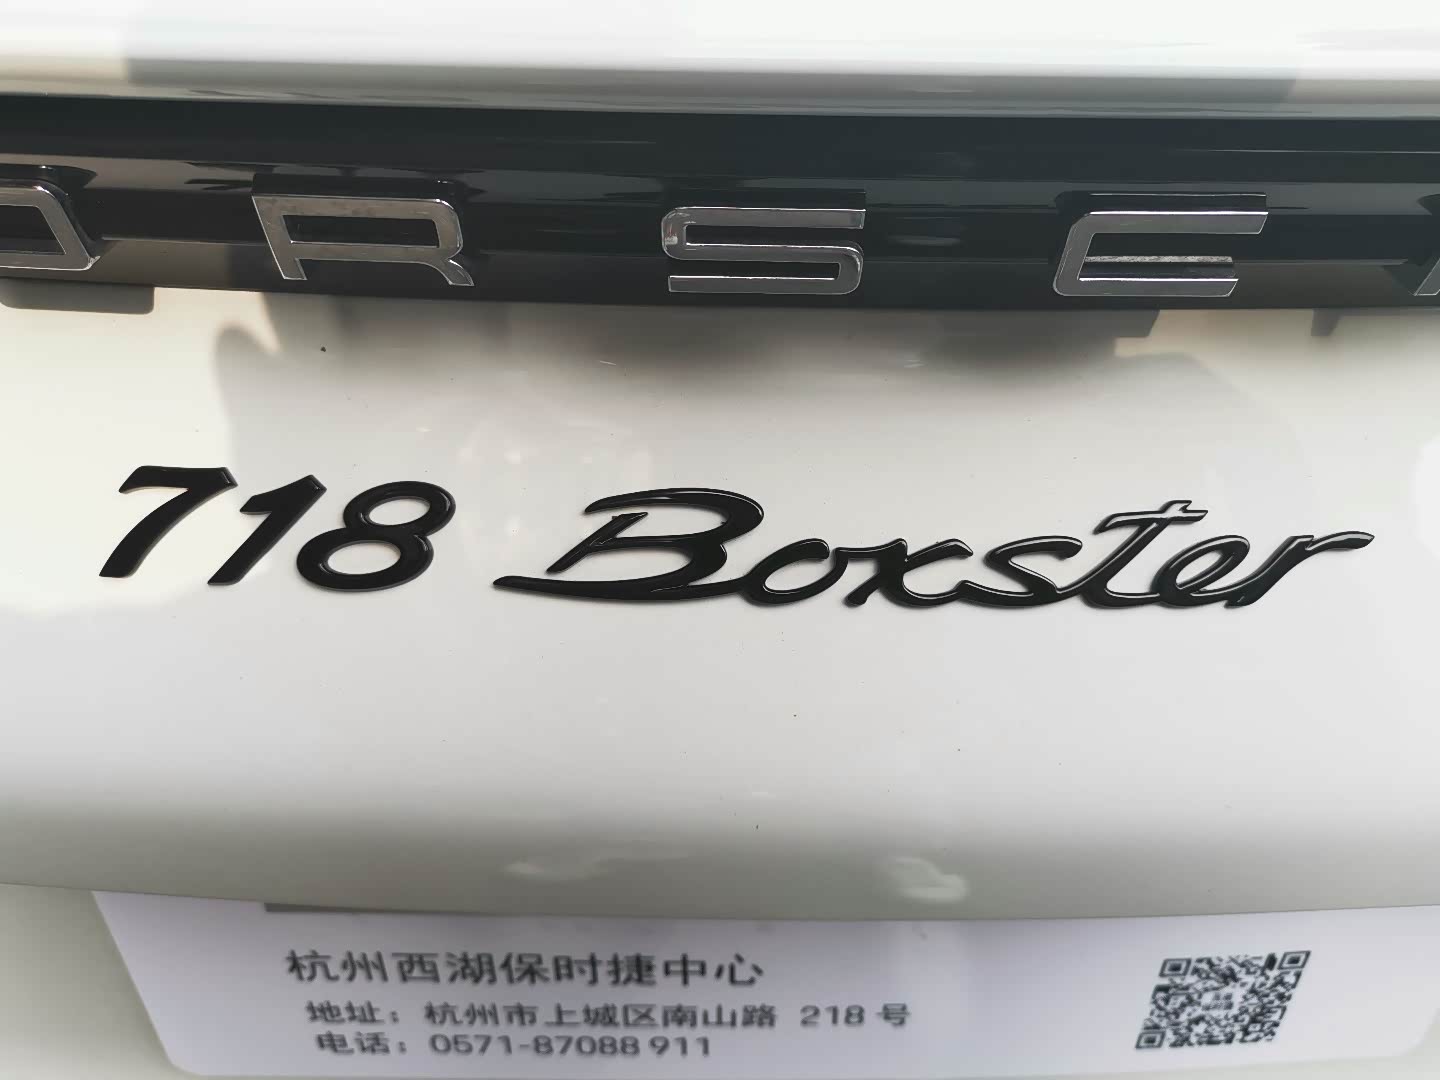 ORSC
718 Boxster
杭州西湖保时捷中心
地址：杭州市上城区南山路 218 号
电话：0571-87088 911